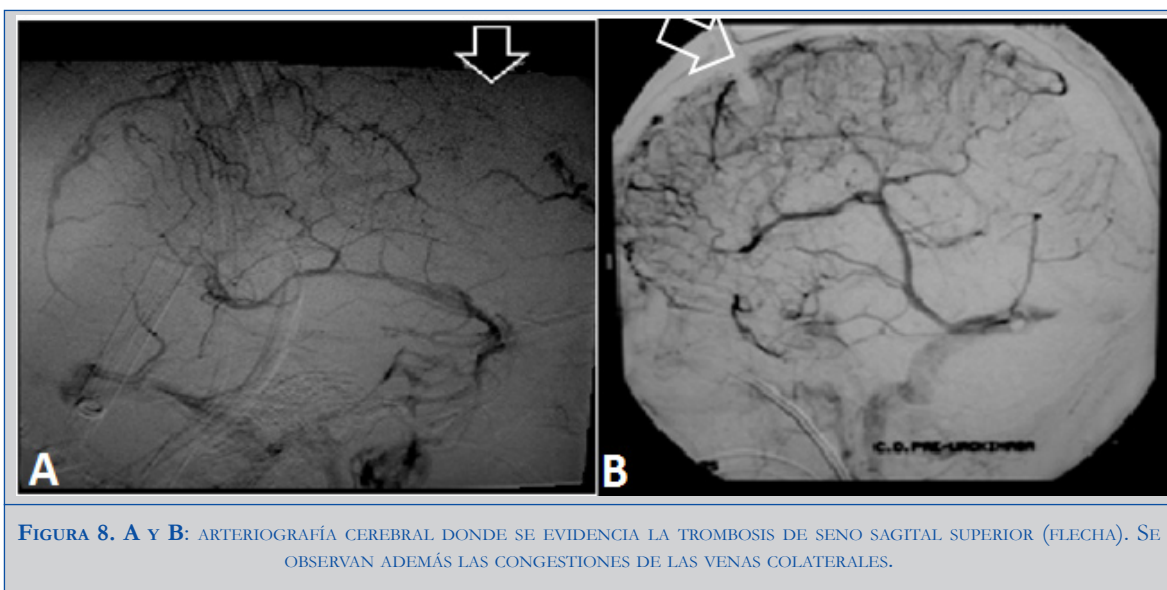 A
B
C.D.PRE-UROKINASA
FIGURA 8. A Y B: ARTERIOGRAFÍA CEREBRAL DONDE SE EVIDENCIA LA TROMBOSIS DE SENO SAGITAL SUPERIOR (FLECHA). SE
OBSERVAN ADEMÁS LAS CONGESTIONES DE LAS VENAS COLATERALES.